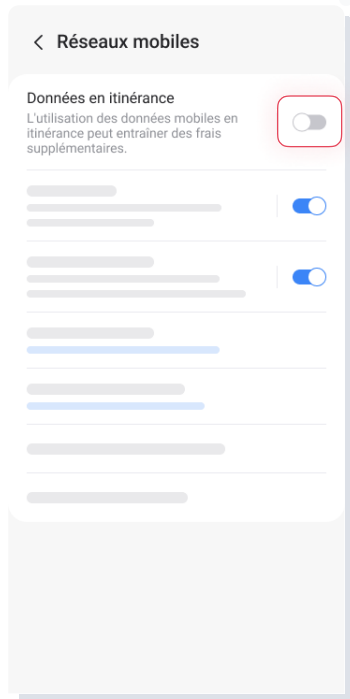 Réseaux mobiles
Données en itinérance
L'utilisation des données mobiles en
itinérance peut entraîner des frais
supplémentaires.